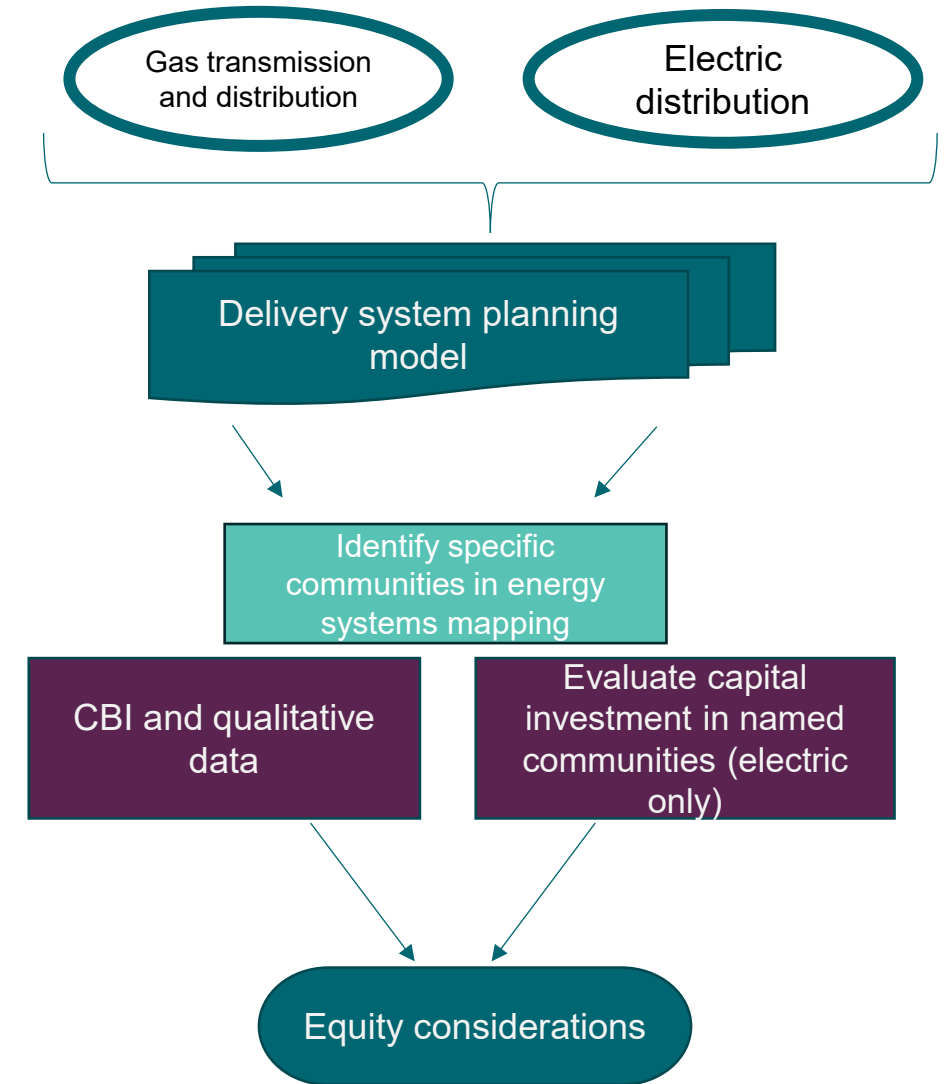 Gas transmission
and distribution
Electric
distribution
Delivery system planning
model
Identify specific
communities in energy
systems mapping
CBI and qualitative
data
Evaluate capital
investment in named
communities (electric
only)
Equity considerations